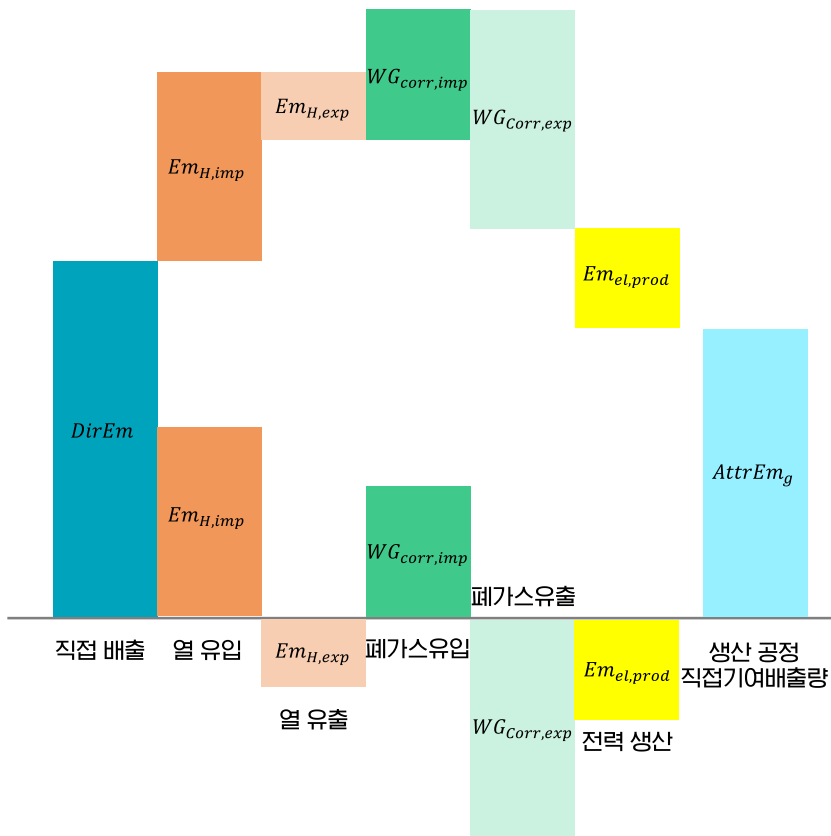 WG_{corr,imp}
Em_{H,exp}
WG_{Corr,exp}
Em_{H,imp}
Em_{el,prod}
DirEm
AttrEm_g
Em_{H,imp}
WG_{corr,imp}
폐가스유출
직접 배출
열 유입
Em_{H,exp}
폐가스유입
Em_{el,prod}
생산 공정
직접기여배출량
열 유출
WG_{Corr,exp}
전력 생산